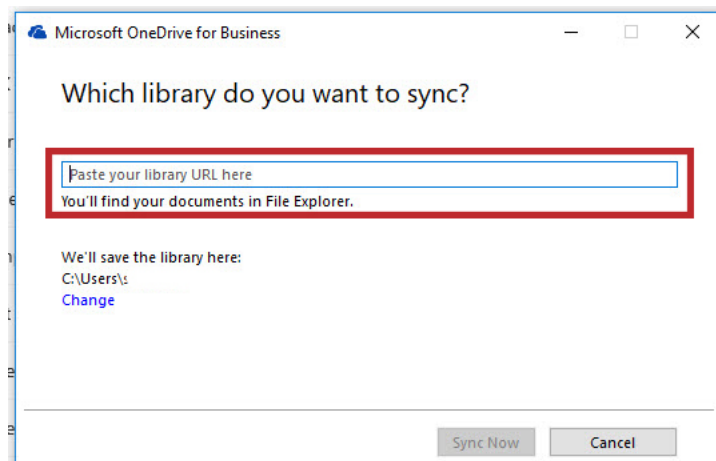 Microsoft OneDrive for Business
Which library do you want to sync?
Paste your library URL here
You'll find your documents in File Explorer.
We'll save the library here:
C:\Users\s
Change
Sync Now
Cancel